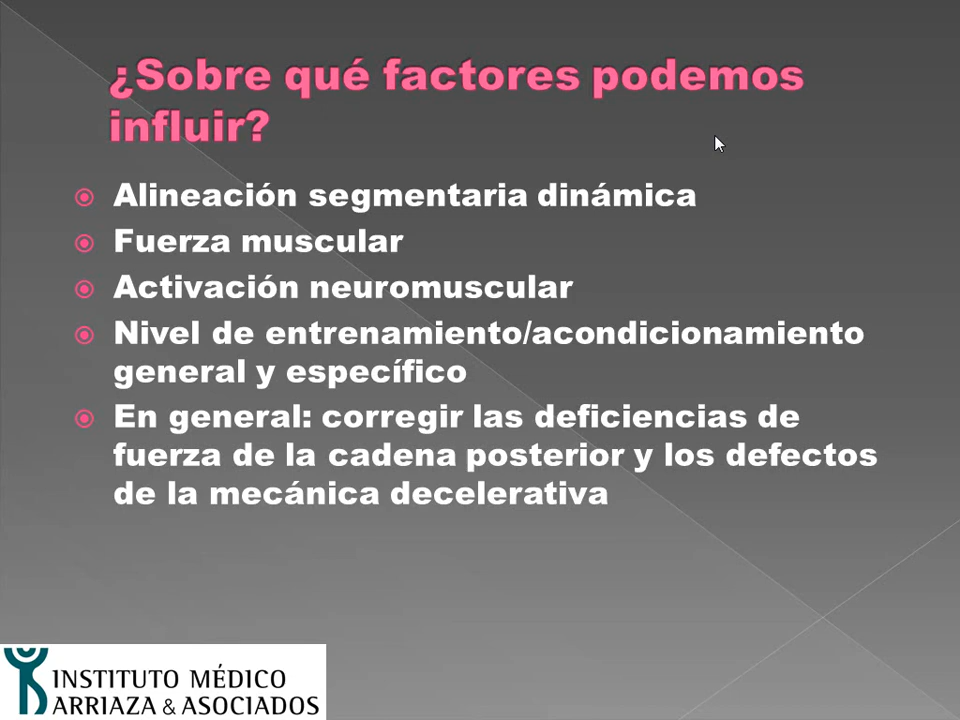 ¿Sobre qué factores podemos
influir?
Alineación segmentaria dinámica
Fuerza muscular
Activación neuromuscular
Nivel de entrenamiento/acondicionamiento
general y específico
En general: corregir las deficiencias de
fuerza de la cadena posterior y los defectos
de la mecánica decelerativa
INSTITUTO MÉDICO
ARRIAZA & ASOCIADOS